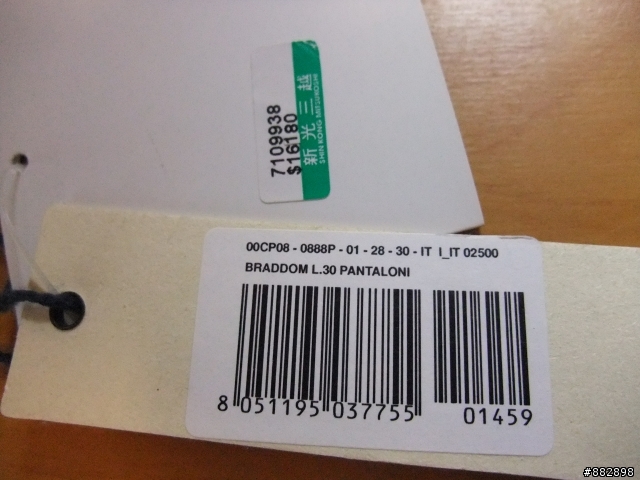 7109938
$16180
新光三越
SHIN KONG MITSUKOSHI
00CP08 - 0888P - 01 - 28 - 30 - IT I_IT 02500
BRADDOM L.30 PANTALONI
8 051195 037755 01459
#882898